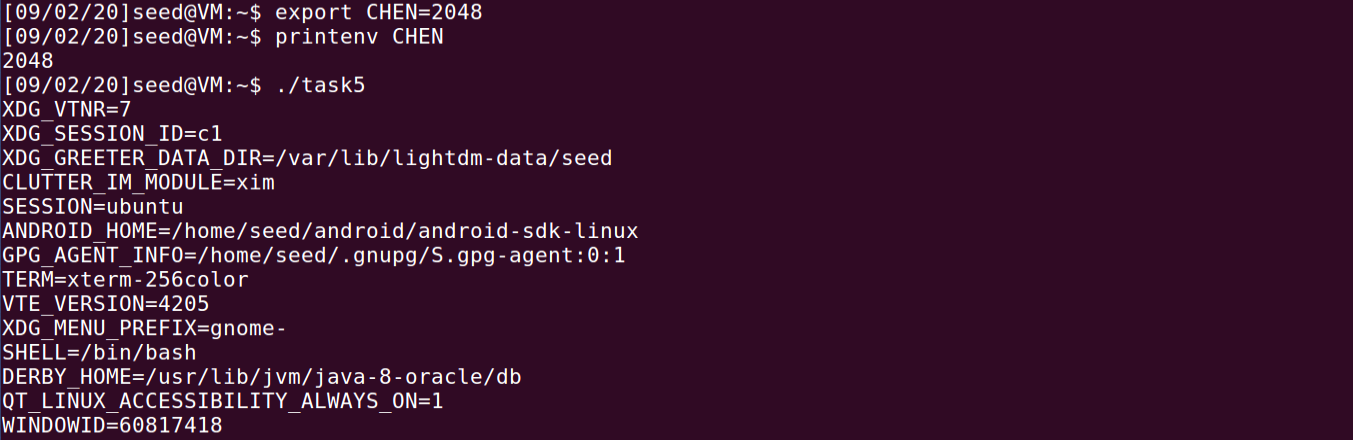 [09/02/20]seed@VM:~$ export CHEN=2048
[09/02/20]seed@VM:~$ printenv CHEN
2048
[09/02/20]seed@VM:~$ ./task5
XDG_VTNR=7
XDG_SESSION_ID=c1
XDG_GREETER_DATA_DIR=/var/lib/lightdm-data/seed
CLUTTER_IM_MODULE=xim
SESSION=ubuntu
ANDROID_HOME=/home/seed/android/android-sdk-linux
GPG_AGENT_INFO=/home/seed/.gnupg/S.gpg-agent:0:1
TERM=xterm-256color
VTE_VERSION=4205
XDG_MENU_PREFIX=gnome-
SHELL=/bin/bash
DERBY_HOME=/usr/lib/jvm/java-8-oracle/db
QT_LINUX_ACCESSIBILITY_ALWAYS_ON=1
WINDOWID=60817418